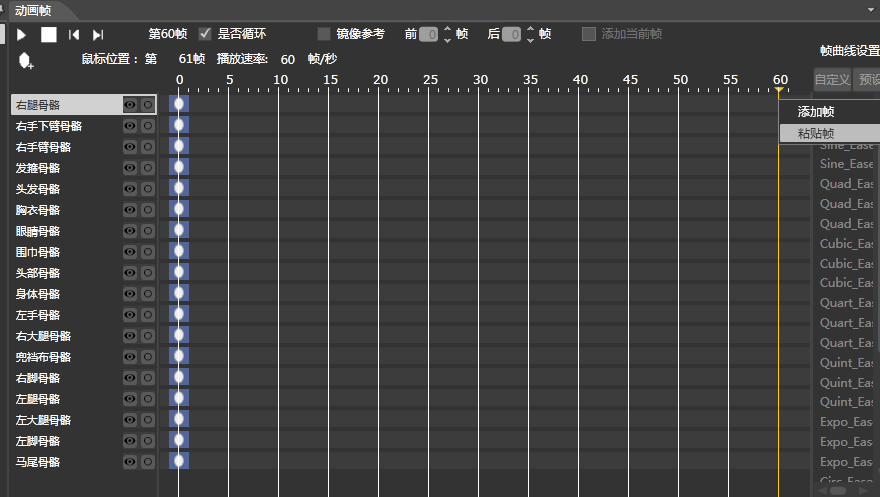 动画帧
第60帧 是否循环 镜像参考 前 0 帧 后 0 帧 添加当前帧
鼠标位置：第 61帧 播放速率: 60 帧/秒
帧曲线设置
自定义 预设
0 5 10 15 20 25 30 35 40 45 50 55 60
添加帧
粘贴帧
右腿骨骼
右手下臂骨骼
右手臂骨骼
发箍骨骼
头发骨骼
胸衣骨骼
眼睛骨骼
围巾骨骼
头部骨骼
身体骨骼
左手骨骼
右大腿骨骼
兜裆布骨骼
右脚骨骼
左腿骨骼
左大腿骨骼
左脚骨骼
马尾骨骼
Sine_Ease
Sine_Ease
Quad_Eas
Quad_Eas
Quad_Eas
Cubic_Eas
Cubic_Eas
Cubic_Eas
Quart_Eas
Quart_Eas
Quart_Eas
Quint_Eas
Quint_Eas
Quint_Eas
Expo_Eas
Expo_Eas
Expo_Eas
Circ_Ease